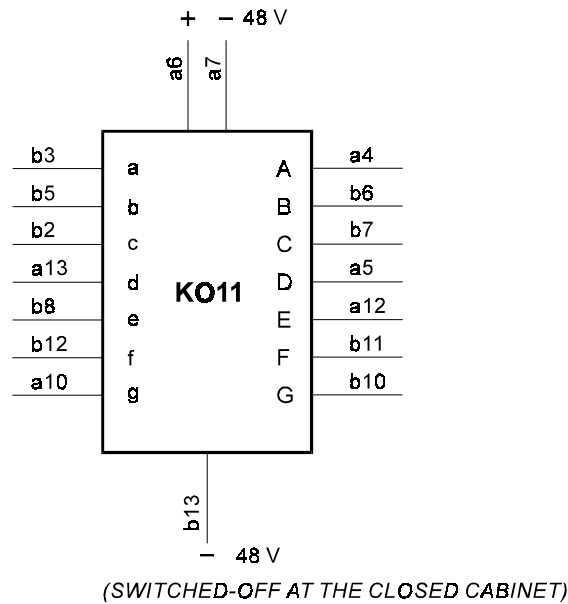 + − 48 V
a6 a7
b3 a A a4
b5 b B b6
b2 c C b7
a13 d D a5
KO11
b8 e E a12
b12 f F b11
a10 g G b10
b13
− 48 V
(SWITCHED-OFF AT THE CLOSED CABINET)